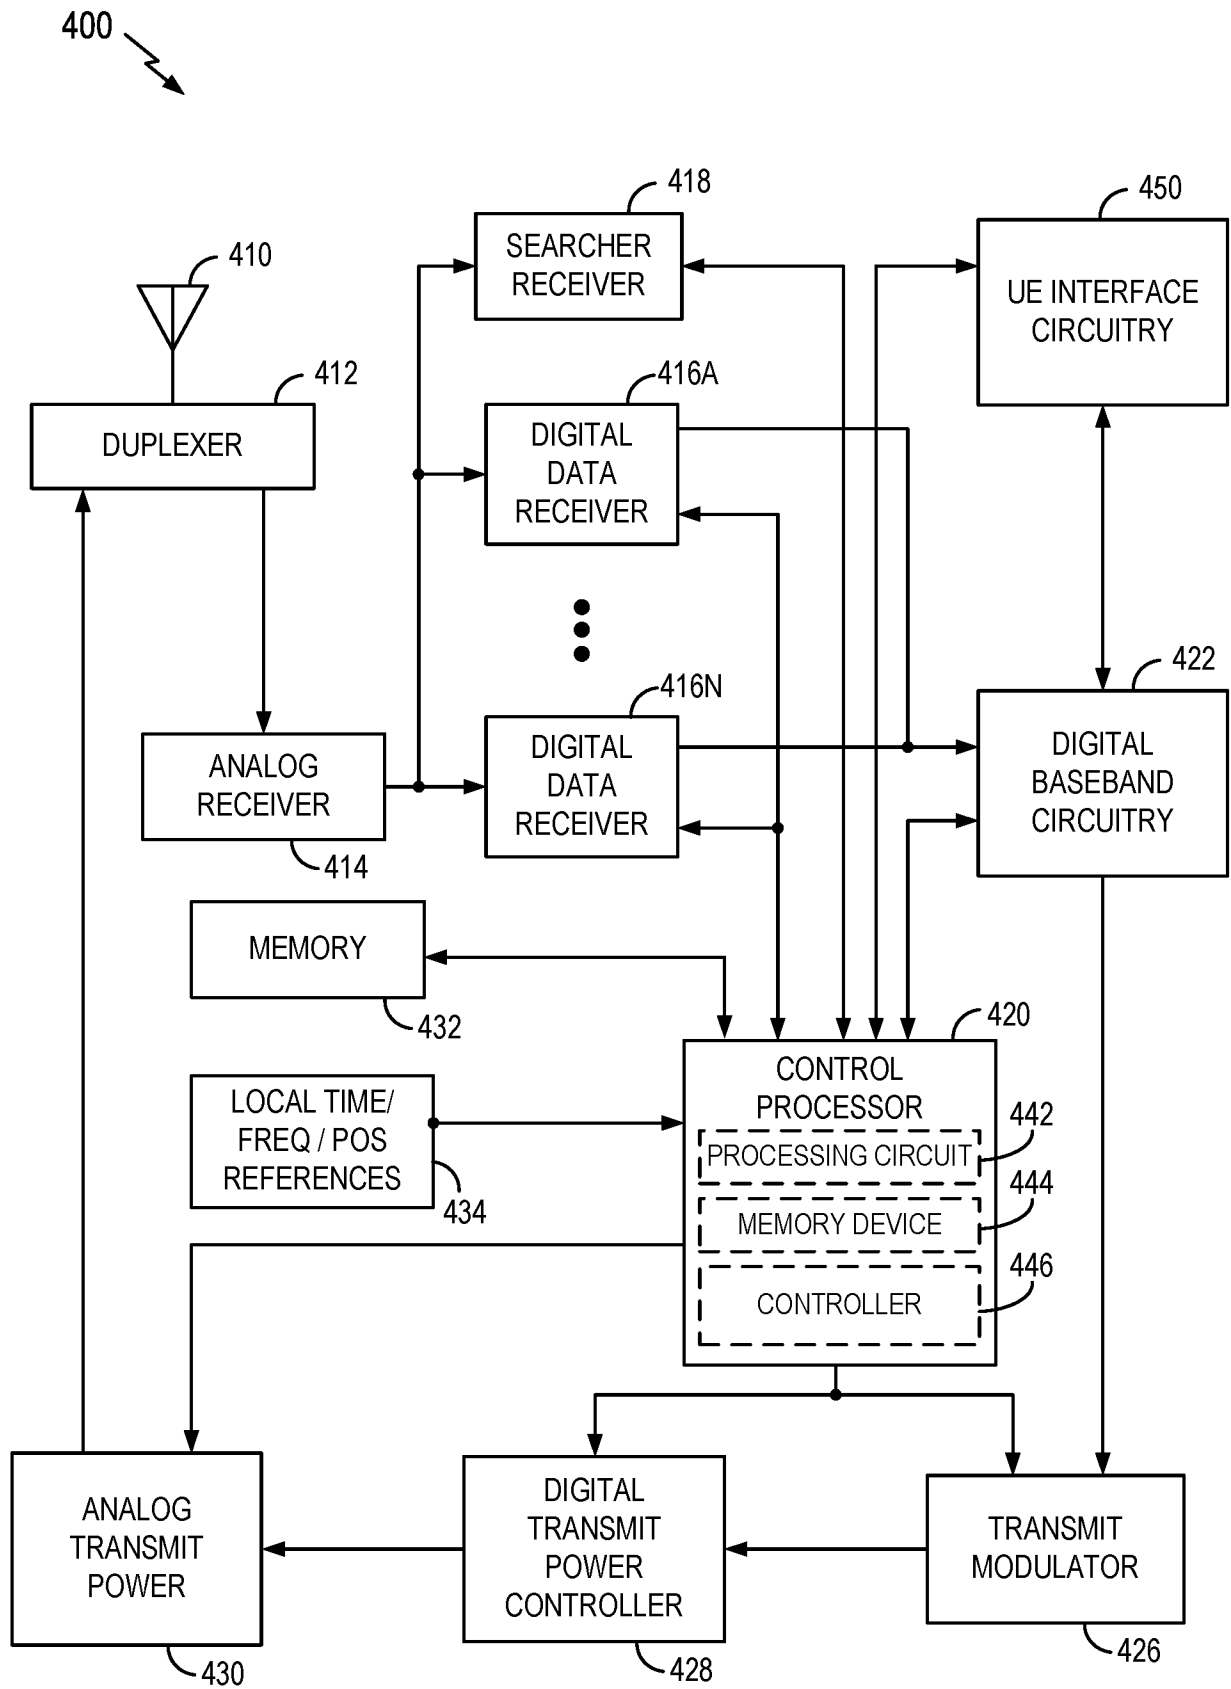 400
418
SEARCHER
RECEIVER
450
UE INTERFACE
CIRCUITRY
410
412
DUPLEXER
416A
DIGITAL
DATA
RECEIVER
416N
DIGITAL
DATA
RECEIVER
422
DIGITAL
BASEBAND
CIRCUITRY
ANALOG
RECEIVER
414
MEMORY
432
LOCAL TIME/
FREQ / POS
REFERENCES
434
420
CONTROL
PROCESSOR
442
PROCESSING CIRCUIT
444
MEMORY DEVICE
446
CONTROLLER
ANALOG
TRANSMIT
POWER
430
DIGITAL
TRANSMIT
POWER
CONTROLLER
428
TRANSMIT
MODULATOR
426